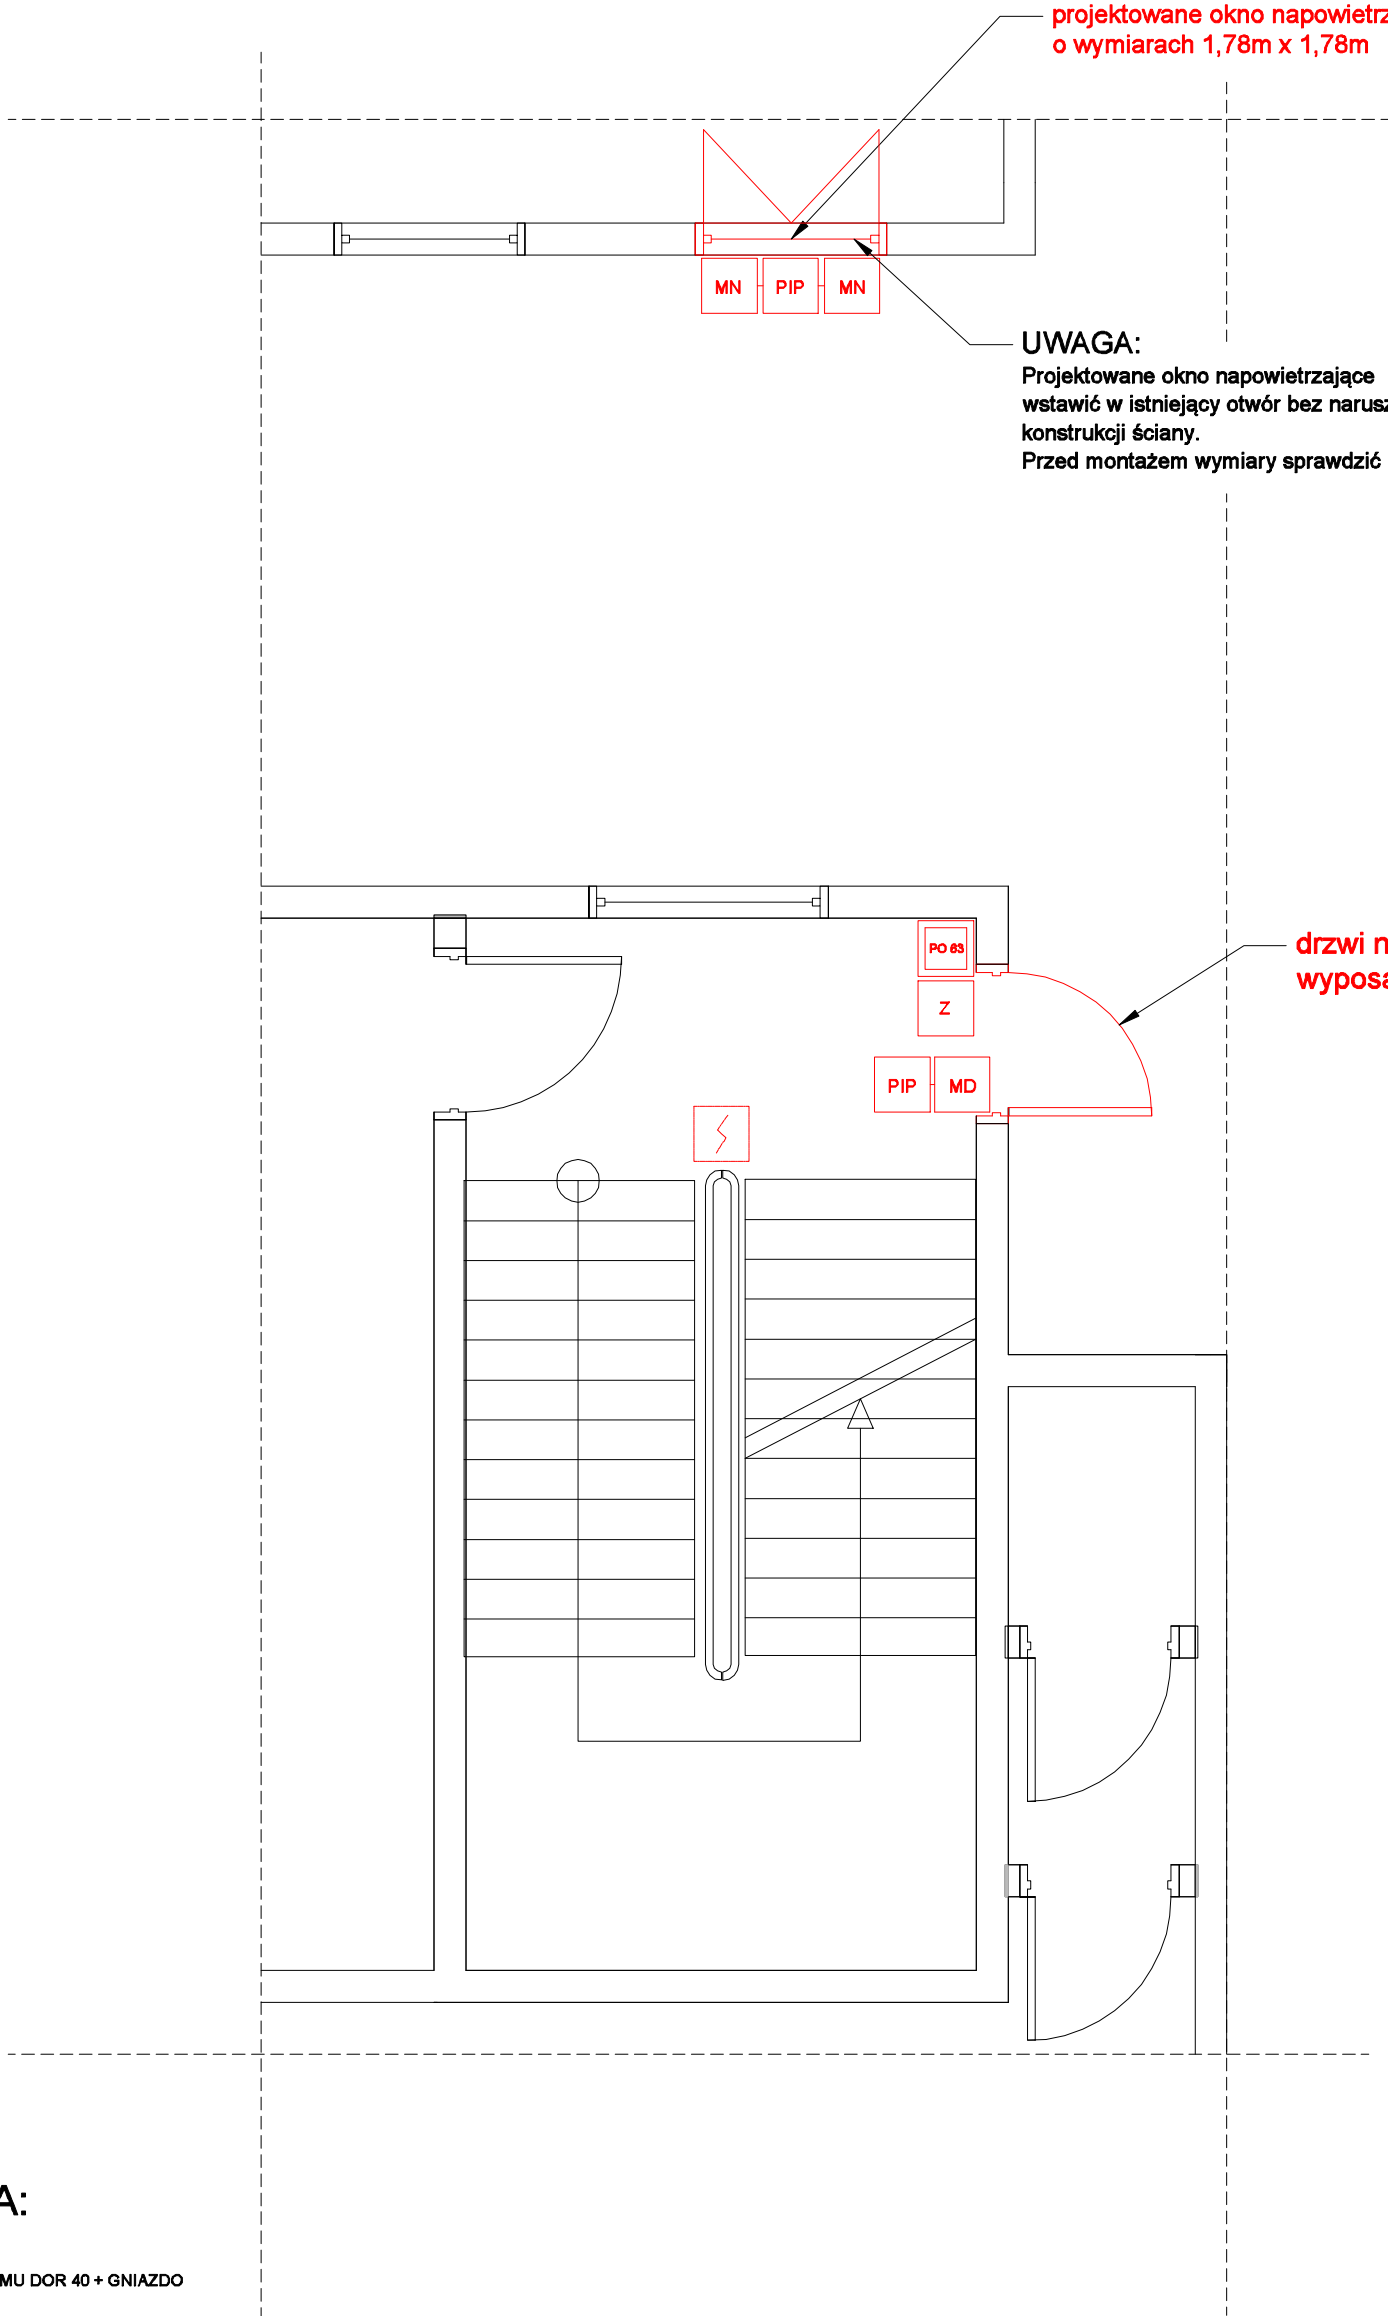 projektowane okno napowietrz
o wymiarach 1,78m x 1,78m
MN PIP MN
UWAGA:
Projektowane okno napowietrzające
wstawić w istniejący otwór bez narusz
konstrukcji ściany.
Przed montażem wymiary sprawdzić
PO 63
drzwi n
wyposa
Z
PIP MD
A:
MU DOR 40 + GNIAZDO